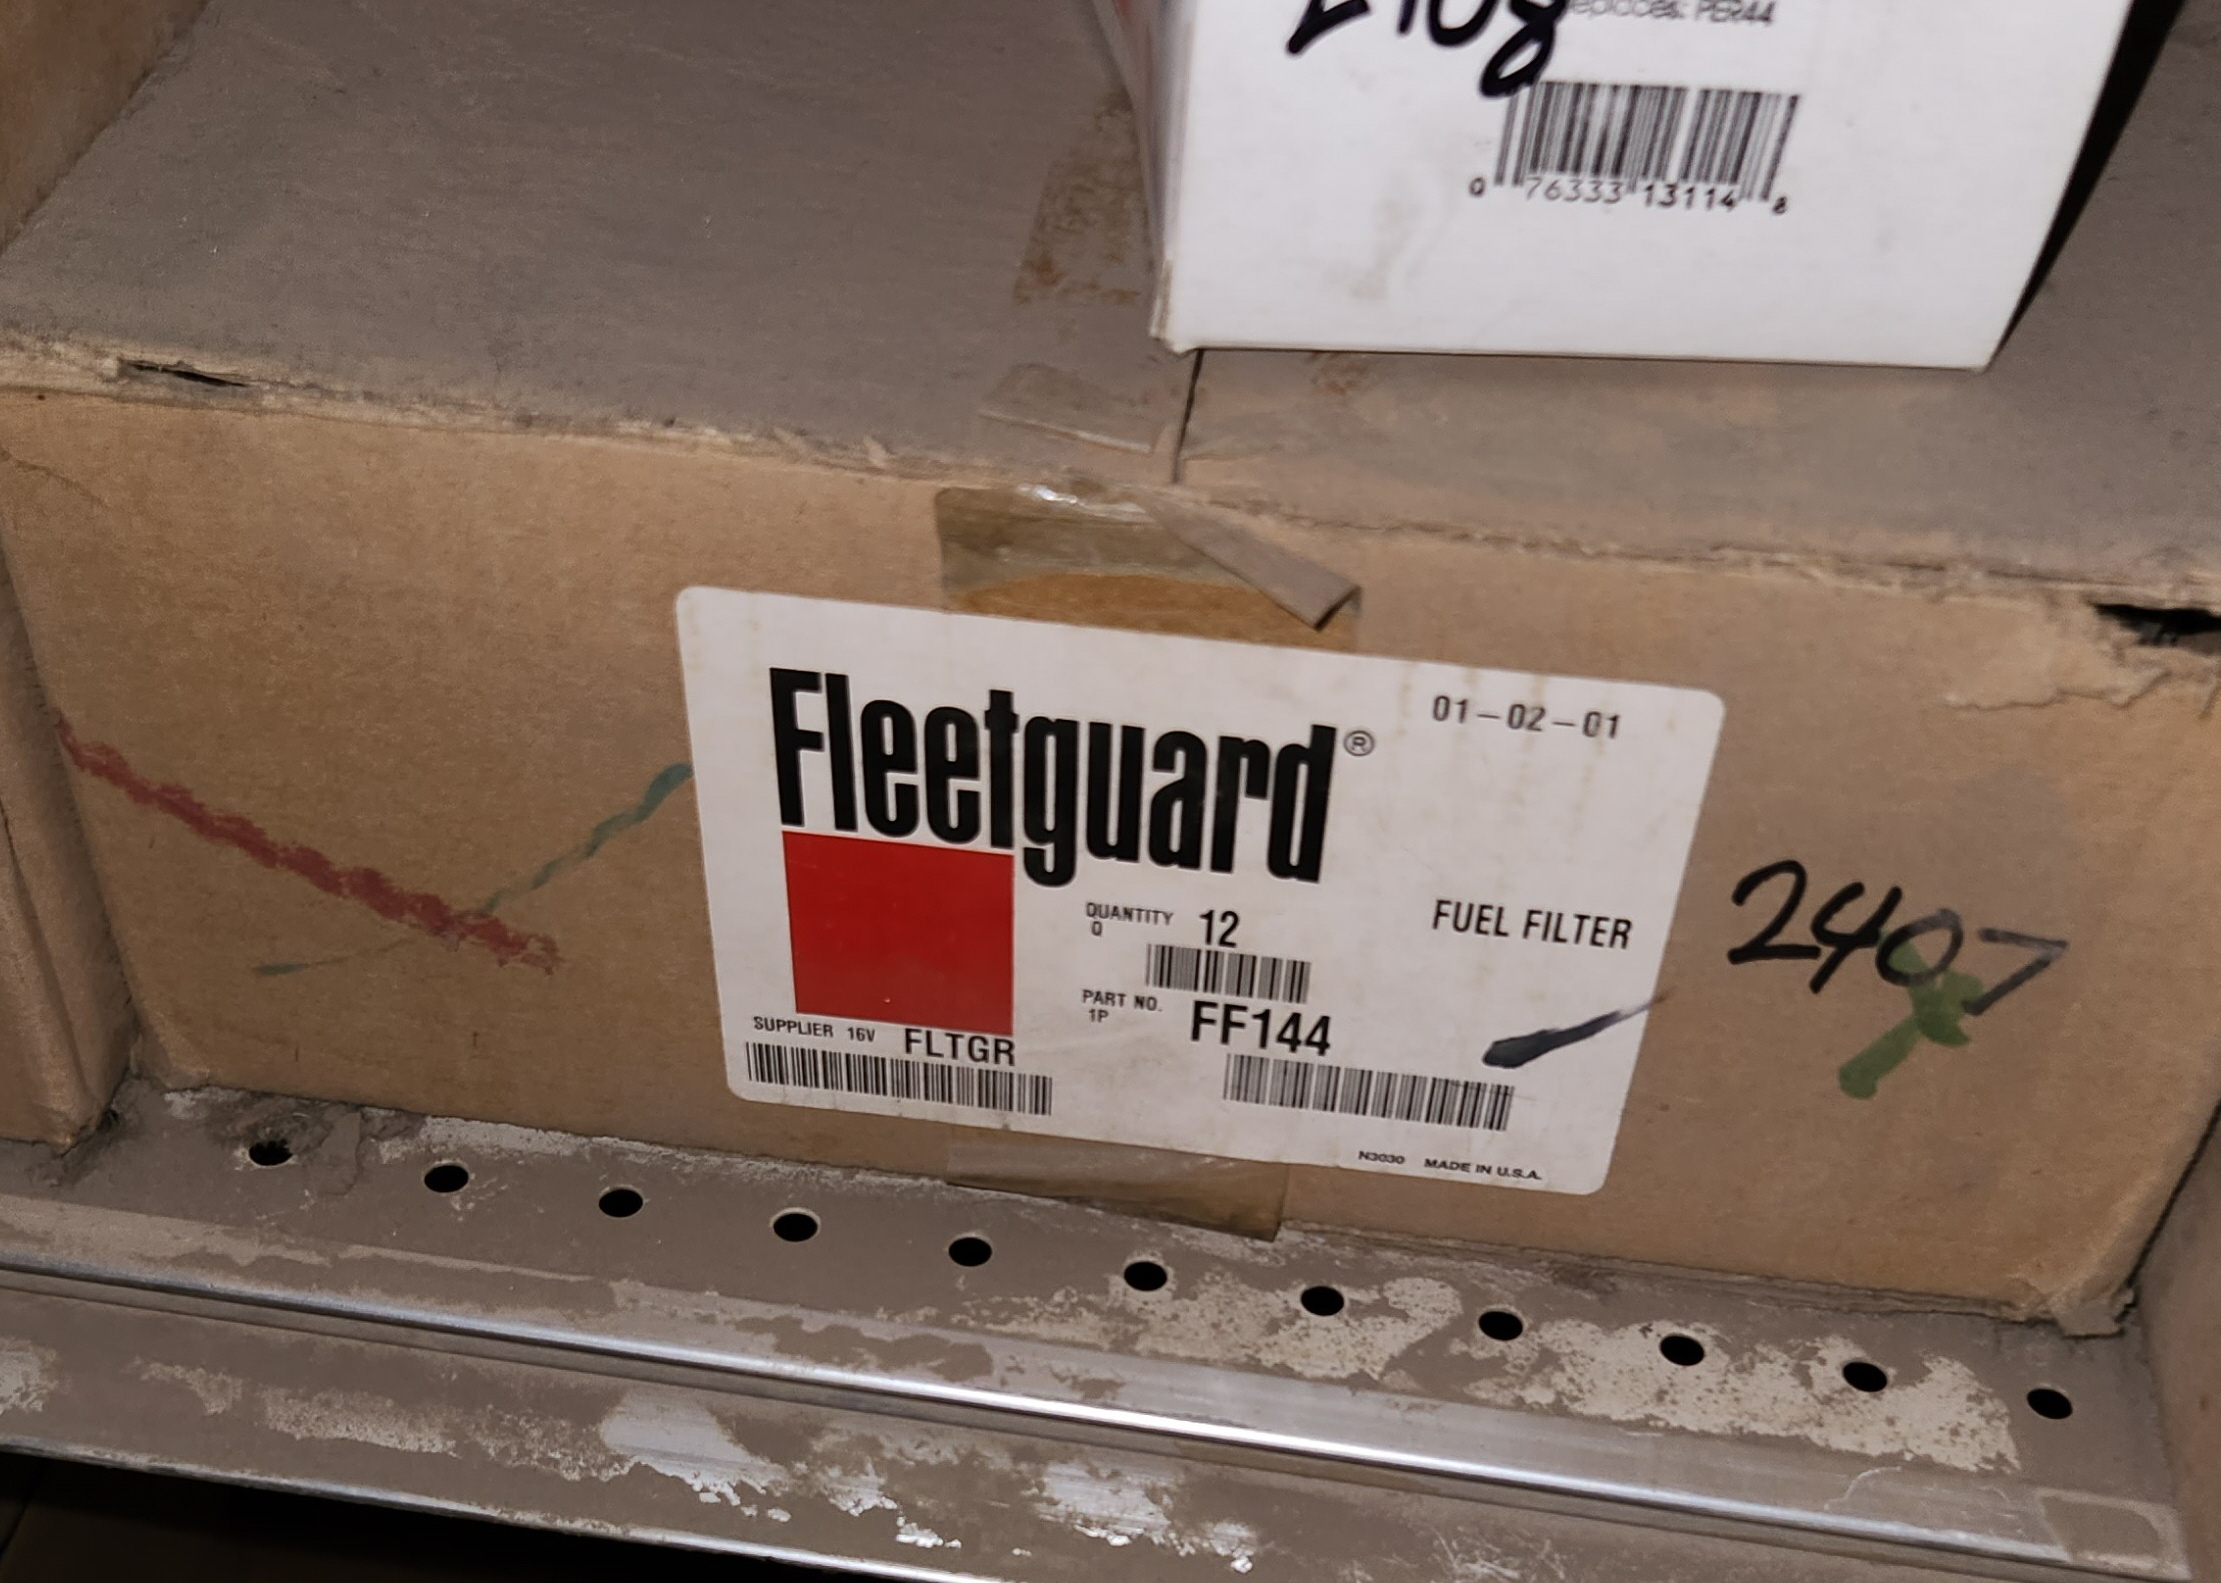 PER44
0 76333 13114 8
Fleetguard®
01-02-01
QUANTITY 12
Q
FUEL FILTER
2407
PART NO. FF144
1P
SUPPLIER 16V FLTGR
N3030 MADE IN U.S.A.